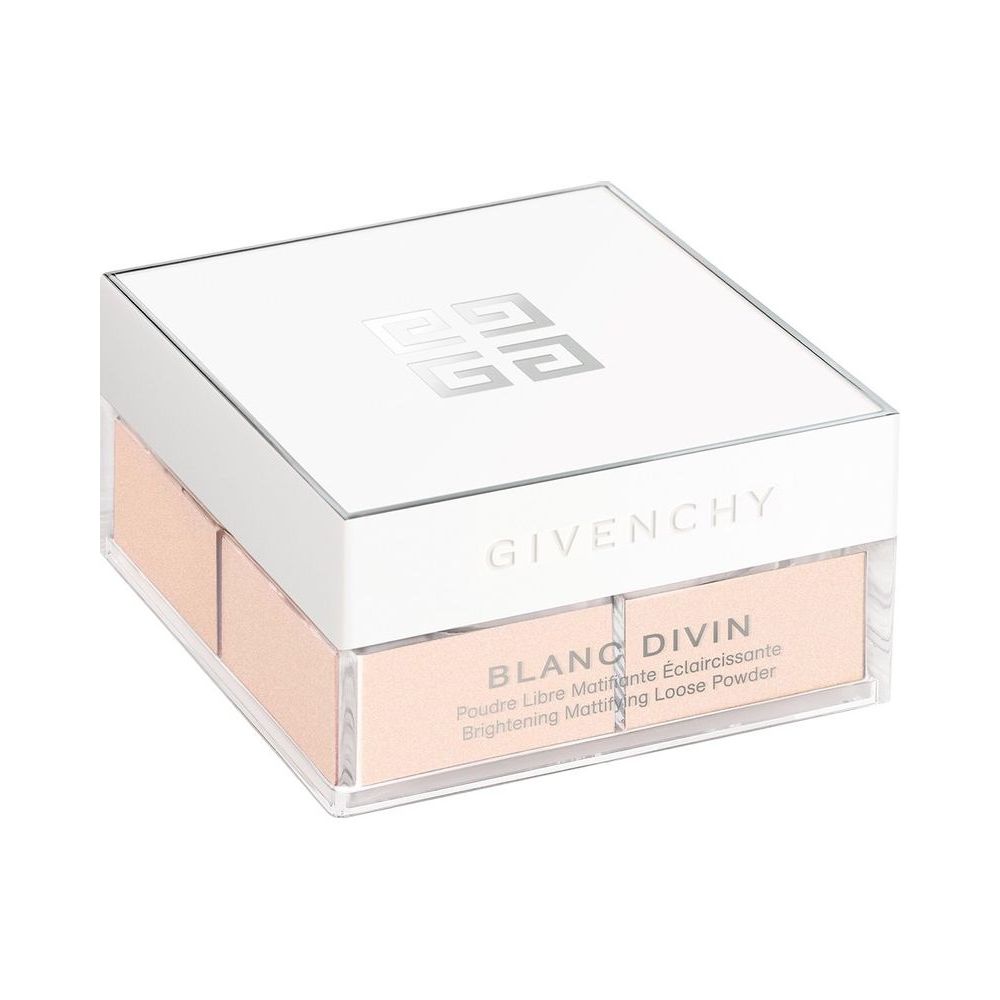 GIVENCHY
BLANC DIVIN
Poudre Libre Matifiante Éclaircissante
Brightening Mattifying Loose Powder